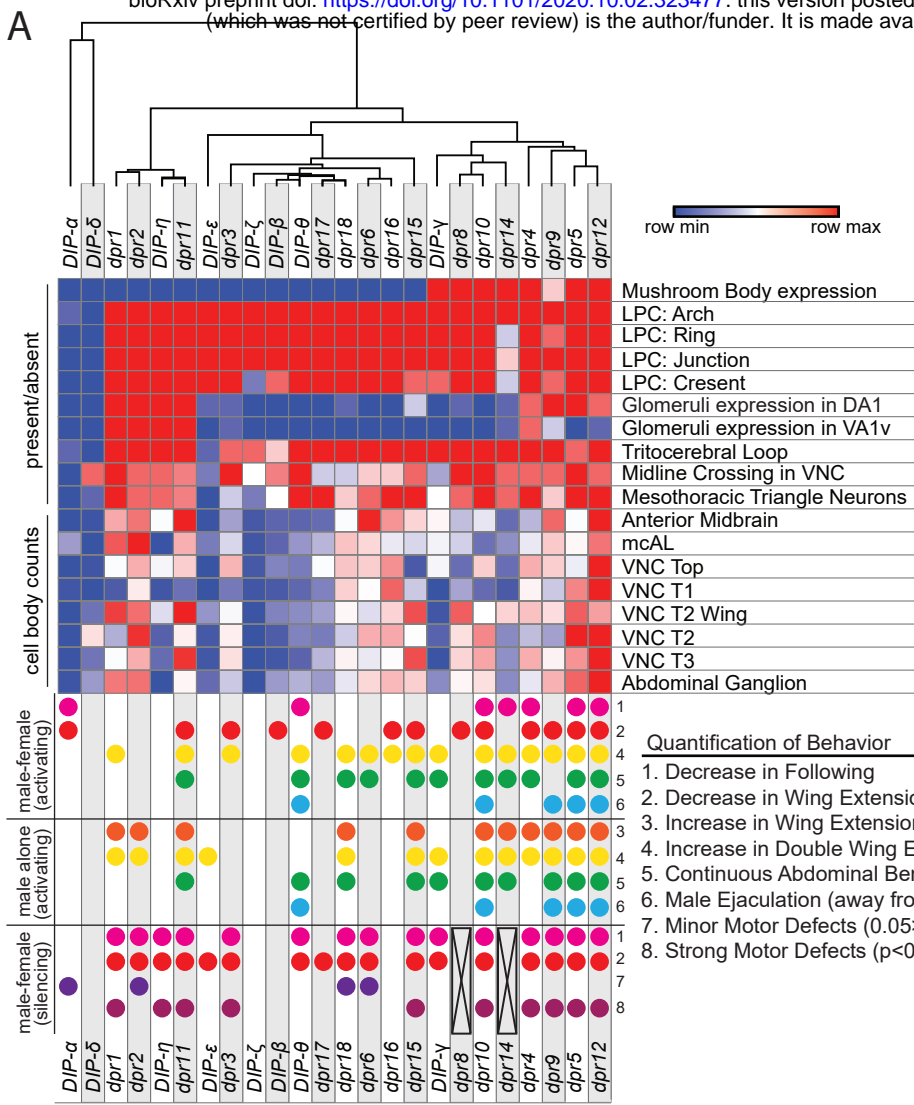 bioRxiv preprint doi: https://doi.org/10.1101/2020.10.02.323477. this version posted
(which was not certified by peer review) is the author/funder. It is made ava
A
row min row max
DIP-α DIP-δ dpr1 dpr2 DIP-η dpr11 DIP-ε dpr3 DIP-ζ DIP-β DIP-θ dpr17 dpr18 dpr6 dpr16 dpr15 DIP-γ dpr8 dpr10 dpr14 dpr4 dpr9 dpr5 dpr12
present/absent
Mushroom Body expression
LPC: Arch
LPC: Ring
LPC: Junction
LPC: Cresent
Glomeruli expression in DA1
Glomeruli expression in VA1v
Tritocerebral Loop
Midline Crossing in VNC
Mesothoracic Triangle Neurons
cell body counts
Anterior Midbrain
mcAL
VNC Top
VNC T1
VNC T2 Wing
VNC T2
VNC T3
Abdominal Ganglion
male-female
(activating)
1
2
4
5
6
male alone
(activating)
3
4
5
6
male-female
(silencing)
1
2
7
8
Quantification of Behavior
1. Decrease in Following
2. Decrease in Wing Extensio
3. Increase in Wing Extension
4. Increase in Double Wing E
5. Continuous Abdominal Ben
6. Male Ejaculation (away fro
7. Minor Motor Defects (0.05>
8. Strong Motor Defects (p<0
DIP-α DIP-δ dpr1 dpr2 DIP-η dpr11 DIP-ε dpr3 DIP-ζ DIP-β DIP-θ dpr17 dpr18 dpr6 dpr16 dpr15 DIP-γ dpr8 dpr10 dpr14 dpr4 dpr9 dpr5 dpr12